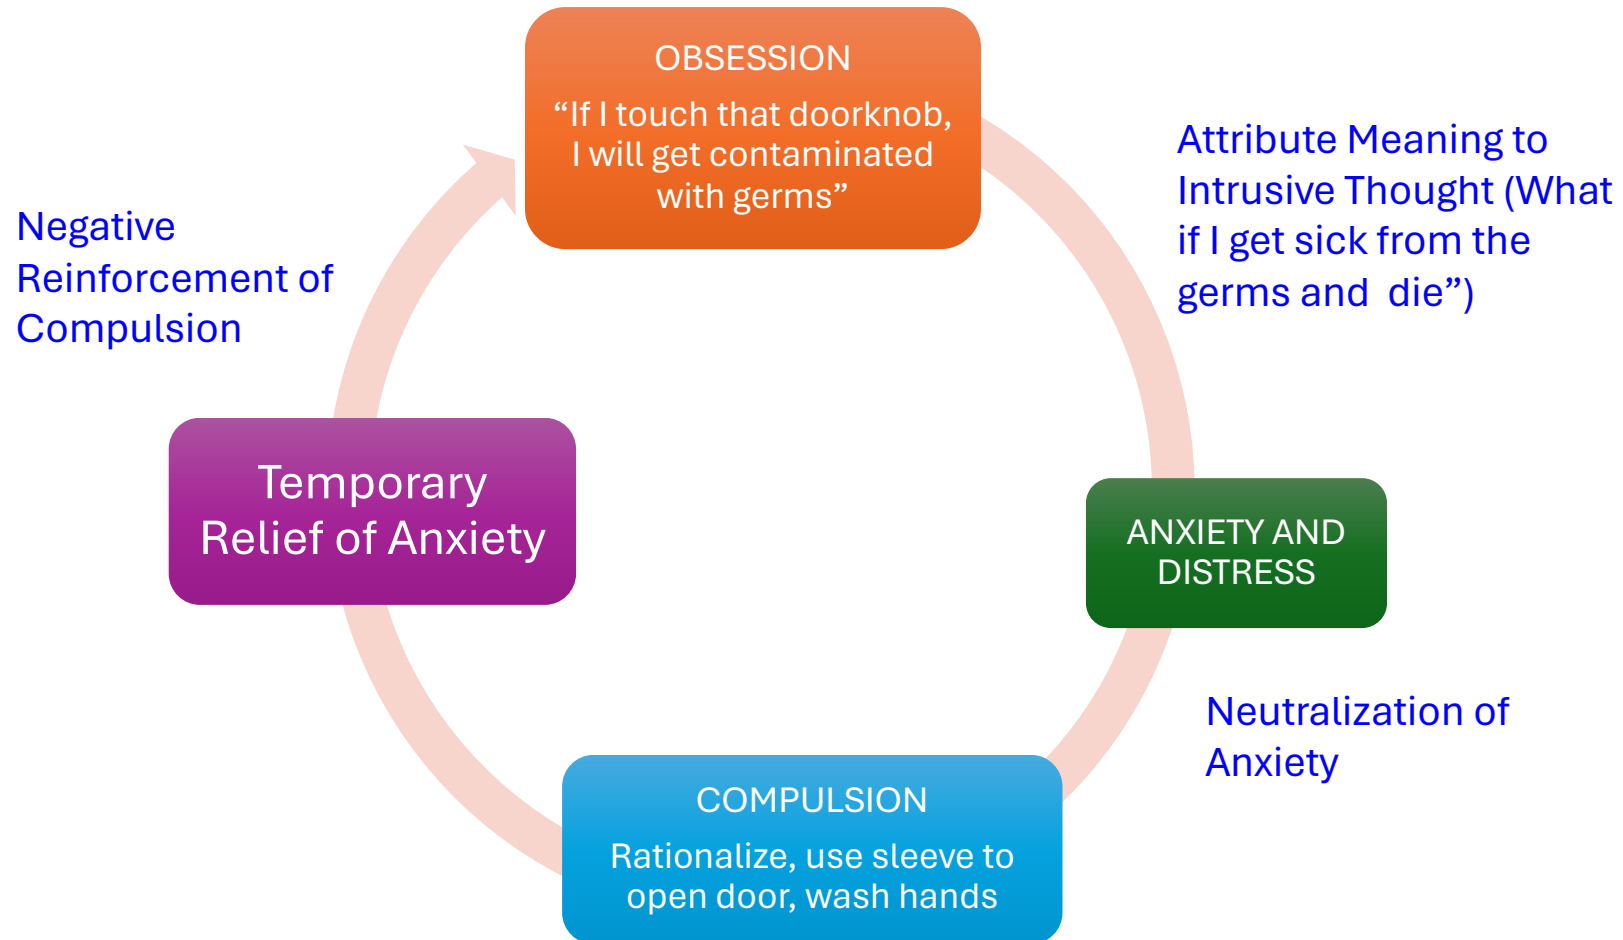 OBSESSION
“If I touch that doorknob,
I will get contaminated
with germs”
Attribute Meaning to
Intrusive Thought (What
if I get sick from the
germs and  die”)
ANXIETY AND
DISTRESS
Neutralization of
Anxiety
COMPULSION
Rationalize, use sleeve to
open door, wash hands
Temporary
Relief of Anxiety
Negative
Reinforcement of
Compulsion